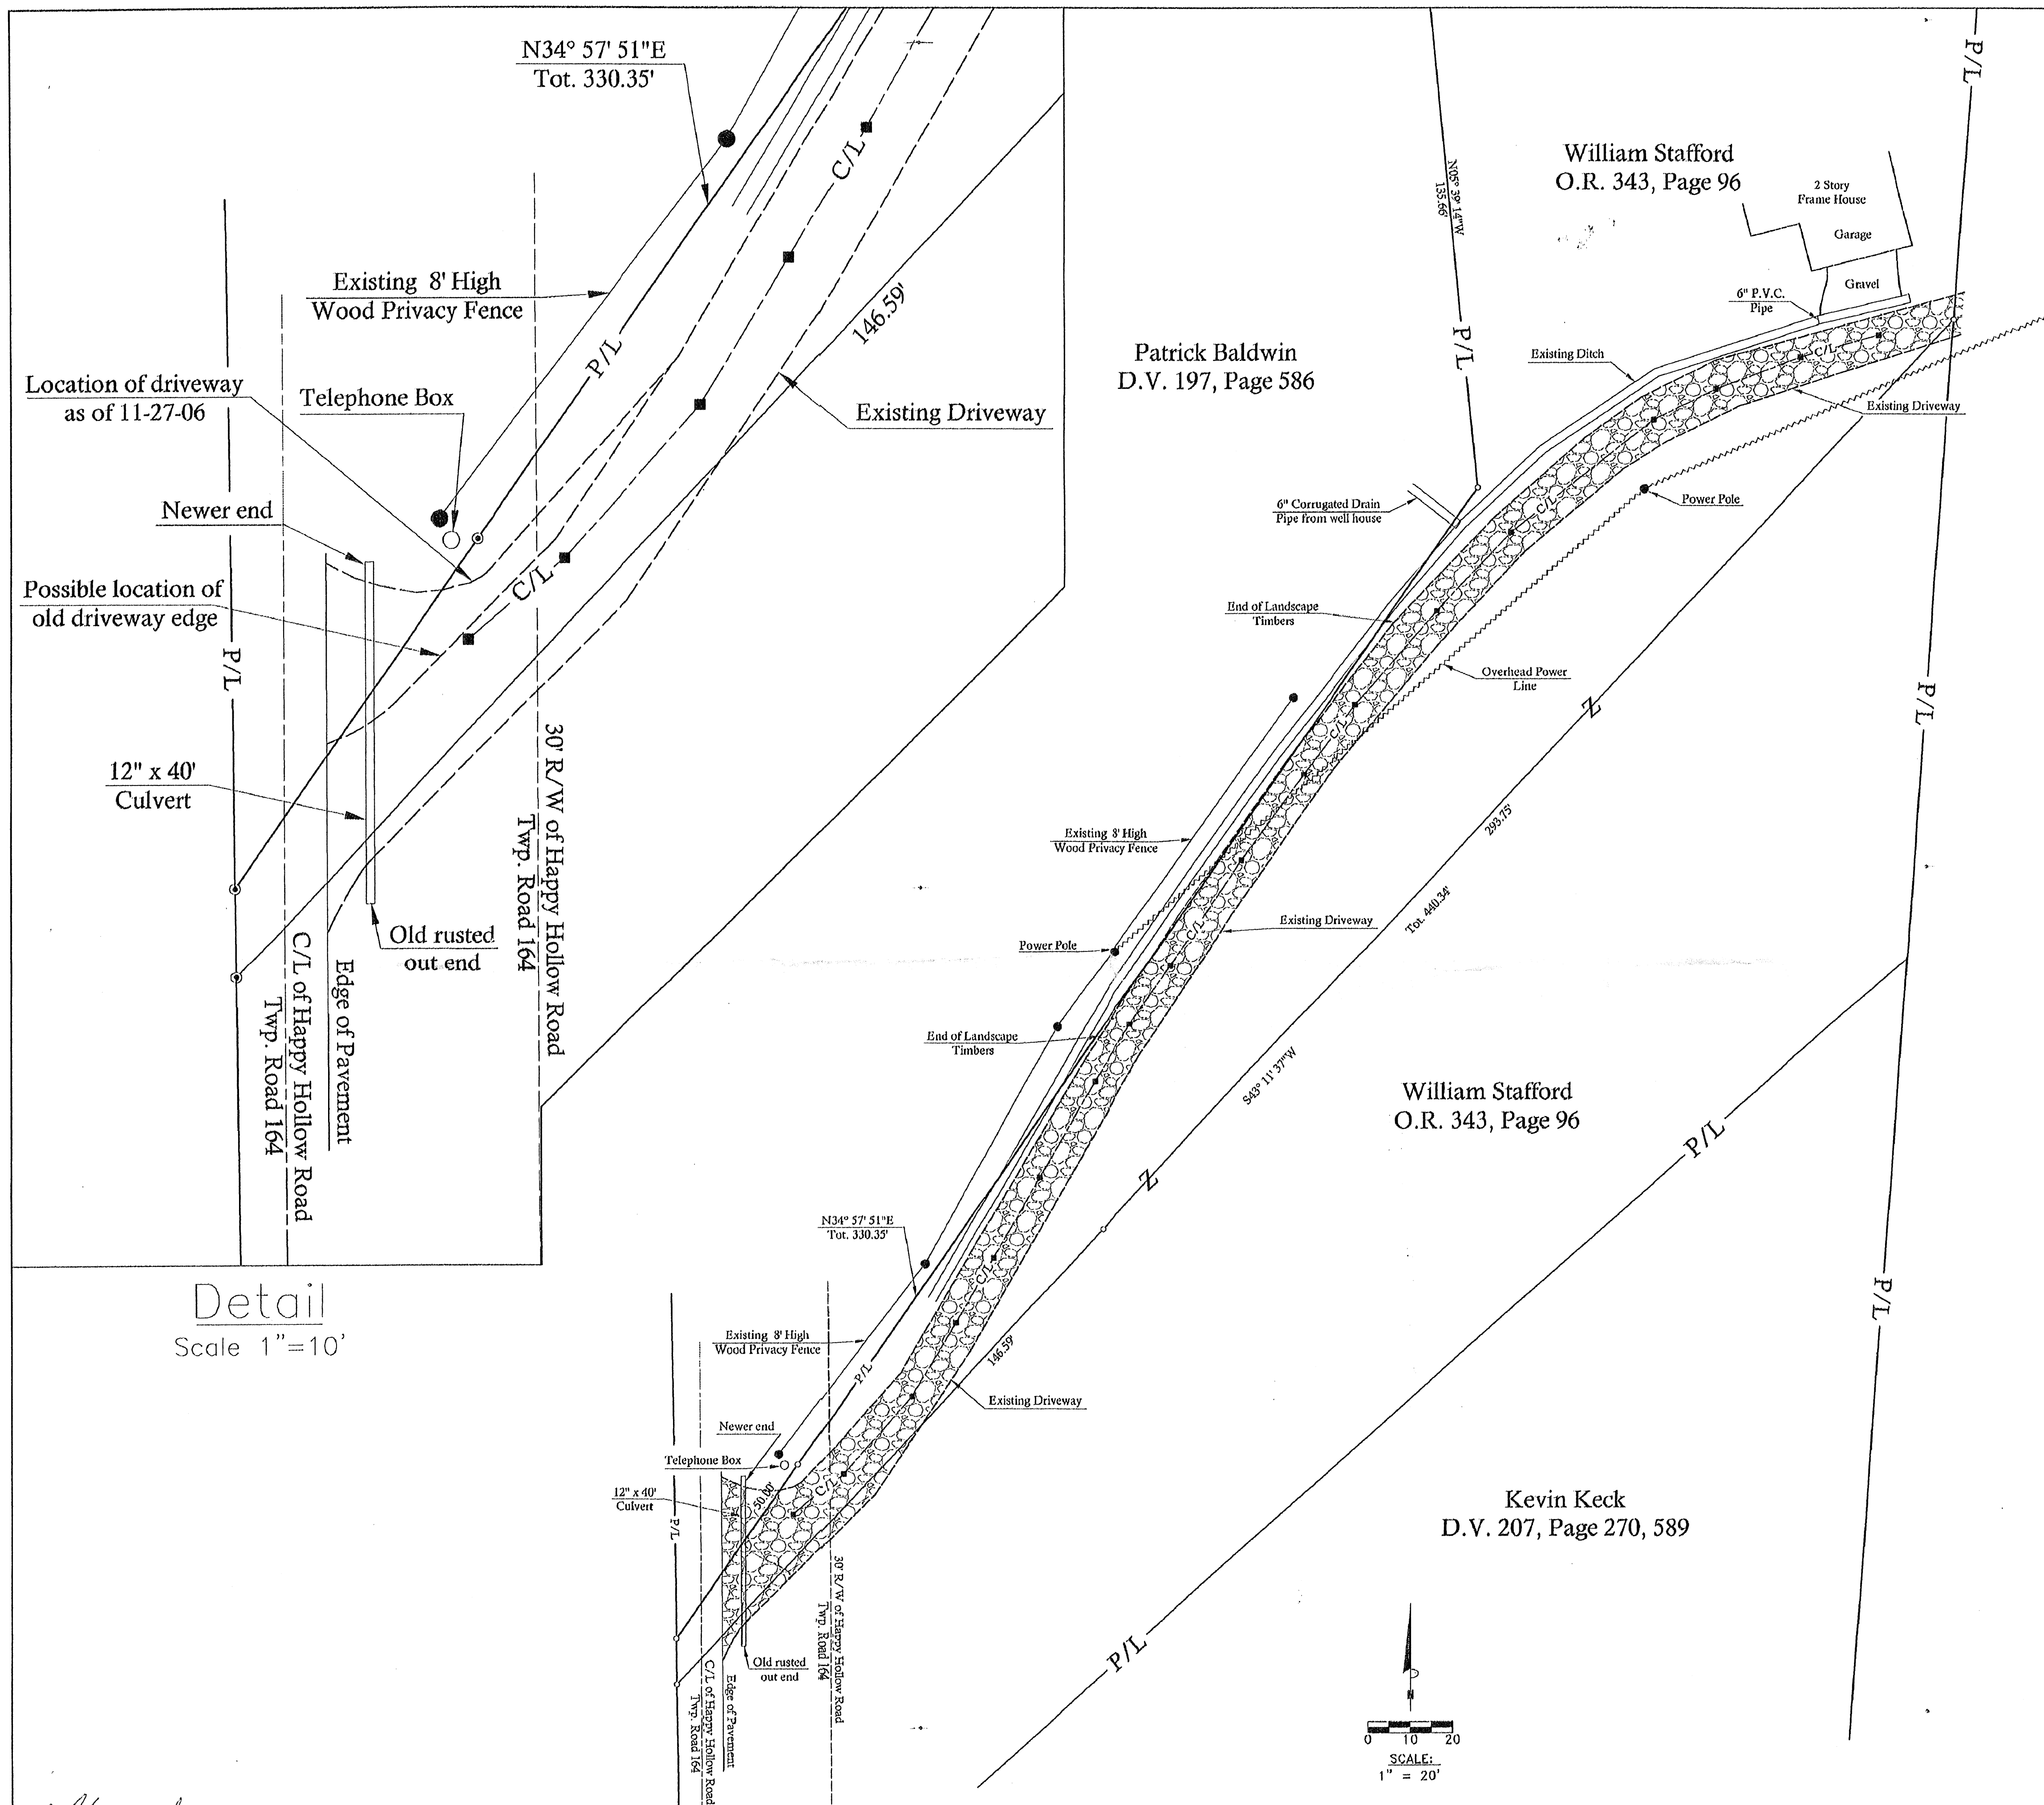 N34° 57' 51"E
Tot. 330.35'
C/L
Existing 8' High
Wood Privacy Fence
P/L
146.59'
Location of driveway
as of 11-27-06
Telephone Box
Existing Driveway
Newer end
C/L
Possible location of
old driveway edge
P/L
12" x 40'
Culvert
30' R/W of Happy Hollow Road
Twp. Road 164
Old rusted
out end
Edge of Pavement
C/L of Happy Hollow Road
Twp. Road 164
Detail
Scale 1"=10'
P/L
William Stafford
O.R. 343, Page 96
2 Story
Frame House
Garage
Gravel
N05° 39' 14"W
135.66'
6" P.V.C.
Pipe
P/L
Patrick Baldwin
D.V. 197, Page 586
Existing Ditch
C/L
Existing Driveway
6" Corrugated Drain
Pipe from well house
C/L
Power Pole
End of Landscape
Timbers
Overhead Power
Line
Z
P/L
C/L
Existing 8' High
Wood Privacy Fence
293.75'
Tot. 440.34'
C/L
Existing Driveway
Power Pole
End of Landscape
Timbers
S43° 11' 37"W
William Stafford
O.R. 343, Page 96
P/L
Z
N34° 57' 51"E
Tot. 330.35'
C/L
P/L
Existing 8' High
Wood Privacy Fence
146.59'
P/L
Existing Driveway
Newer end
Telephone Box
C/L
50.00'
12" x 40'
Culvert
P/L
Kevin Keck
D.V. 207, Page 270, 589
30' R/W of Happy Hollow Road
Twp. Road 164
Old rusted
out end
Edge of Pavement
C/L of Happy Hollow Road
Twp. Road 164
P/L
N
0 10 20
SCALE:
1" = 20'